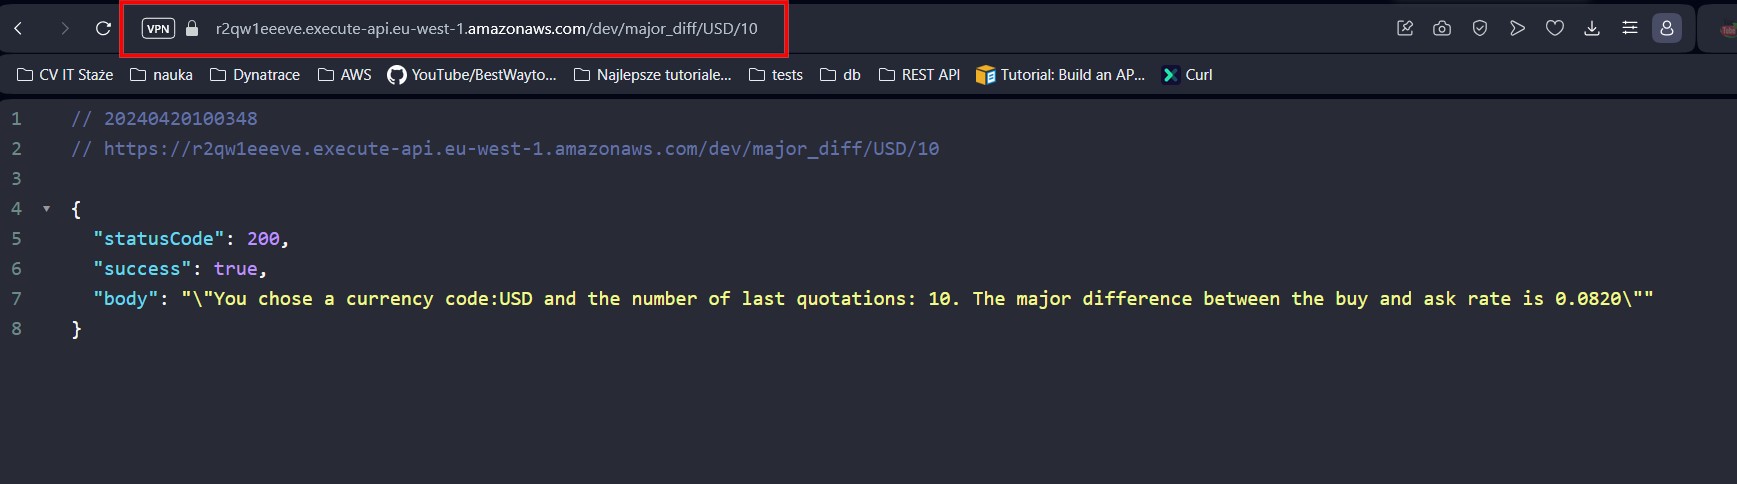 VPN r2qw1eeeve.execute-api.eu-west-1.amazonaws.com/dev/major_diff/USD/10
CV IT Staże nauka Dynatrace AWS YouTube/BestWayto... Najlepsze tutoriale... tests db REST API Tutorial: Build an AP... Curl
1 // 20240420100348
2 // https://r2qw1eeeve.execute-api.eu-west-1.amazonaws.com/dev/major_diff/USD/10
3
4 {
5 "statusCode": 200,
6 "success": true,
7 "body": "\"You chose a currency code:USD and the number of last quotations: 10. The major difference between the buy and ask rate is 0.0820\""
8 }